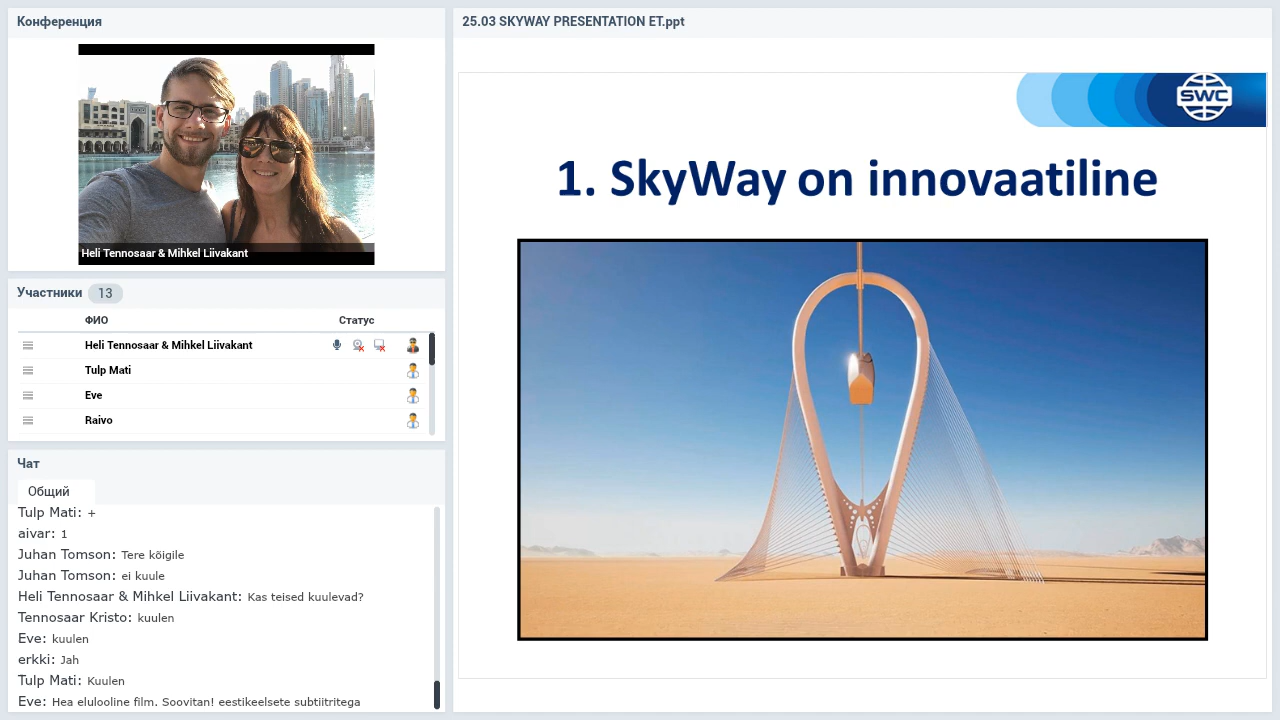 Конференция
Heli Tennosaar & Mihkel Liivakant
Участники 13
ФИО Статус
Heli Tennosaar & Mihkel Liivakant
Tulp Mati
Eve
Raivo
Чат
Общий
Tulp Mati: +
aivar: 1
Juhan Tomson: Tere kõigile
Juhan Tomson: ei kuule
Heli Tennosaar & Mihkel Liivakant: Kas teised kuulevad?
Tennosaar Kristo: kuulen
Eve: kuulen
erkki: Jah
Tulp Mati: Kuulen
Eve: Hea elulooline film. Soovitan! eestikeelsete subtiitritega
25.03 SKYWAY PRESENTATION ET.ppt
SWC
1. SkyWay on innovaatiline